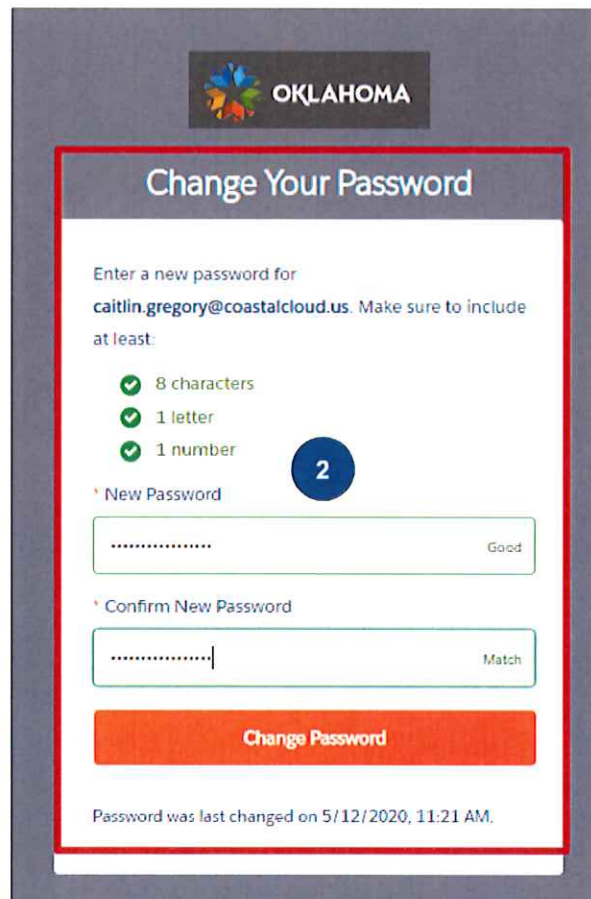 OKLAHOMA
Change Your Password
Enter a new password for
caitlin.gregory@coastalcloud.us. Make sure to include
at least:
8 characters
1 letter
1 number
2
* New Password
•••••••••••••••••
Good
* Confirm New Password
•••••••••••••••••
Match
Change Password
Password was last changed on 5/12/2020, 11:21 AM.